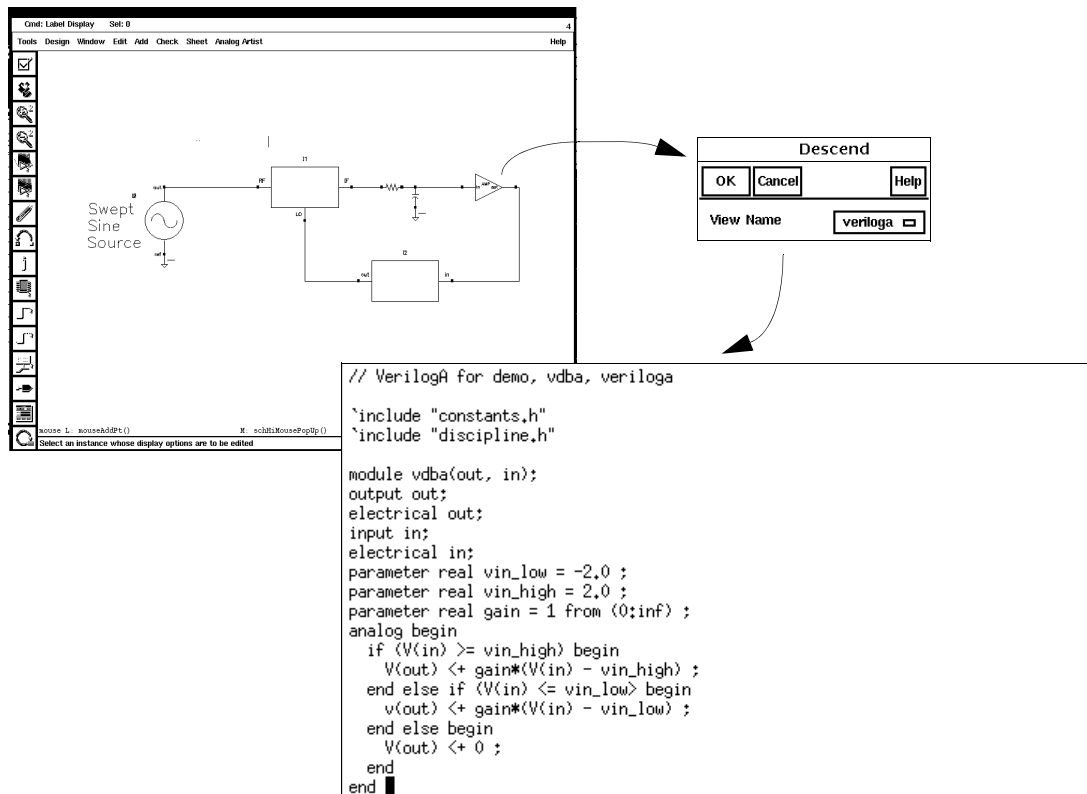 Cmd: Label Display Sel: 0 4
Tools Design Window Edit Add Check Sheet Analog Artist Help
I1
RF IF
LO
out
Swept
Sine
Source
out
I2
out in
mouse L: mouseAddPt() M: schHiMousePopUp()
Select an instance whose display options are to be edited
Descend
OK Cancel Help
View Name veriloga
// VerilogA for demo, vdba, veriloga
`include "constants.h"
`include "discipline.h"
module vdba(out, in);
output out;
electrical out;
input in;
electrical in;
parameter real vin_low = -2.0 ;
parameter real vin_high = 2.0 ;
parameter real gain = 1 from (0:inf) ;
analog begin
if (V(in) >= vin_high) begin
V(out) <+ gain*(V(in) - vin_high) ;
end else if (V(in) <= vin_low> begin
v(out) <+ gain*(V(in) - vin_low) ;
end else begin
V(out) <+ 0 ;
end
end